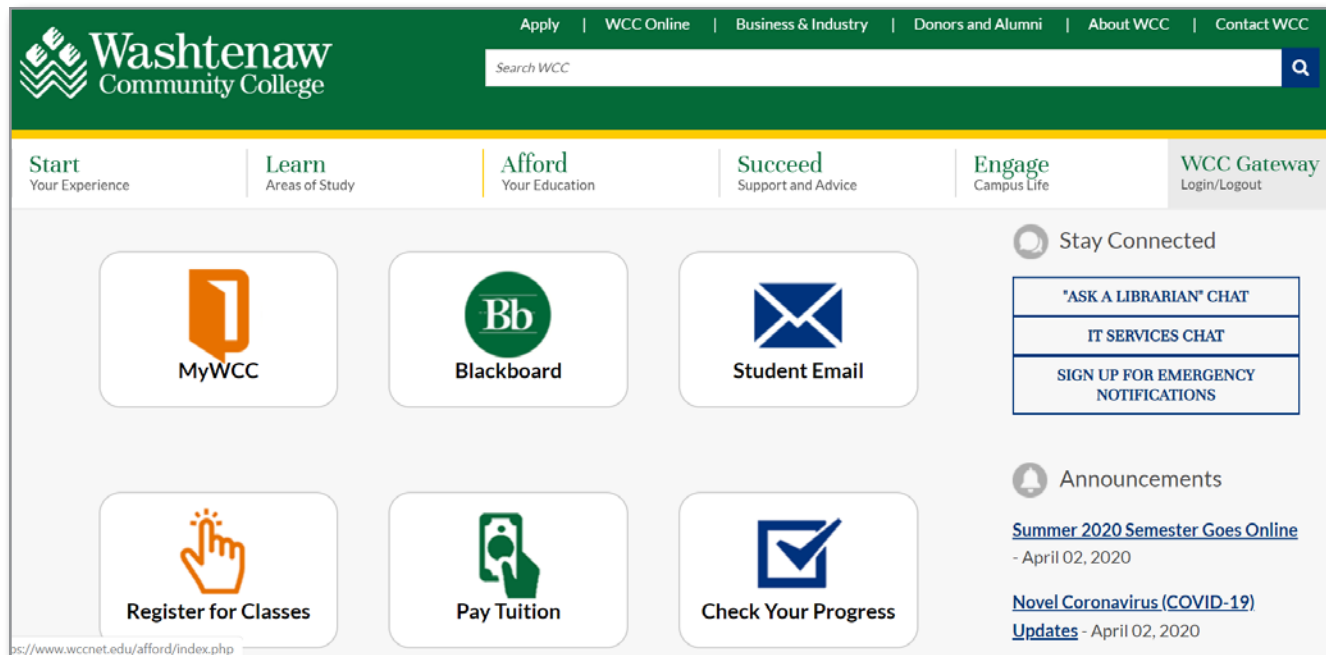 Apply | WCC Online | Business & Industry | Donors and Alumni | About WCC | Contact WCC
Washtenaw
Community College
Search WCC
Start
Your Experience
Learn
Areas of Study
Afford
Your Education
Succeed
Support and Advice
Engage
Campus Life
WCC Gateway
Login/Logout
MyWCC
Bb
Blackboard
Student Email
Register for Classes
Pay Tuition
Check Your Progress
Stay Connected
"ASK A LIBRARIAN" CHAT
IT SERVICES CHAT
SIGN UP FOR EMERGENCY
NOTIFICATIONS
Announcements
Summer 2020 Semester Goes Online
- April 02, 2020
Novel Coronavirus (COVID-19)
Updates - April 02, 2020
ps://www.wccnet.edu/afford/index.php